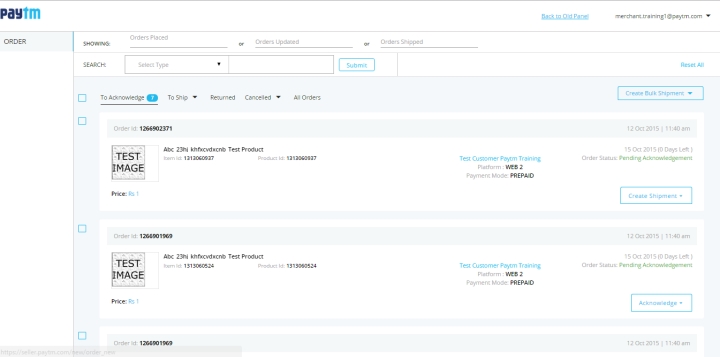 paytm
Back to Old Panel
merchant.training1@paytm.com
ORDER
SHOWING:
Orders Placed
or
Orders Updated
or
Orders Shipped
SEARCH:
Select Type
Submit
Reset All
To Acknowledge 7
To Ship
Returned
Cancelled
All Orders
Create Bulk Shipment
Order Id: 1266902371
12 Oct 2015 | 11:40 am
TEST IMAGE
Abc 23hi khfxcvdxcnb Test Product
Item Id: 1313060937
Product Id: 1313060937
Test Customer Paytm Training
Platform : WEB 2
Payment Mode: PREPAID
15 Oct 2015 (0 Days Left )
Order Status: Pending Acknowledgement
Price: Rs 1
Create Shipment
Order Id: 1266901969
12 Oct 2015 | 11:40 am
TEST IMAGE
Abc 23hi khfxcvdxcnb Test Product
Item Id: 1313060524
Product Id: 1313060524
Test Customer Paytm Training
Platform : WEB 2
Payment Mode: PREPAID
15 Oct 2015 (0 Days Left )
Order Status: Pending Acknowledgement
Price: Rs 1
Acknowledge
Order Id: 1266901969
12 Oct 2015 | 11:40 am